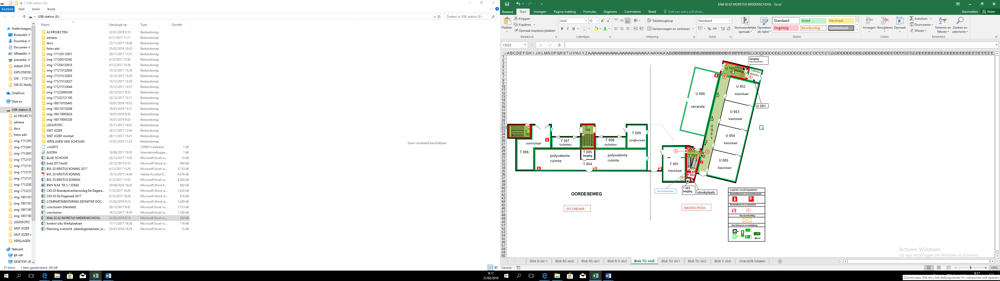 USB-station (E:)
Bestand Start Delen Beeld
USB-station (E:)
Zoeken in USB-station (E:)
Naam Gewijzigd op Type Grootte
Snelle toegang
Bureaubla
Downloac
Documen
Afbeeldin
preventie
Asbest 2018
EXPLOSIEVEI
OIK - 17.01 W
OIK 02 Werkp
OneDrive
Deze pc
USB-station (E
A3 PROJECTI
adriana
docs
fotos adri
img-1711291
img-1712041
img-1712041
img-1712151
img-1712151
img-1712151
img-1712151
img-1712200
img-1712221
img-1801101
img-1801181
img-1801190
img-1801190
LEGIOFOTO
SINT JOZEF
SINT JOZEF r
VERSLAGEN
Netwerk
BP-HP
DESKTOP-2E
A3 PROJECTEN 22/01/2018 9:15 Bestandsmap
adriana 6/11/2017 11:11 Bestandsmap
docs 27/11/2017 10:48 Bestandsmap
fotos adri 25/01/2018 10:33 Bestandsmap
img-171129112951 29/11/2017 11:31 Bestandsmap
img-171204153542 4/12/2017 15:36 Bestandsmap
img-171204153618 4/12/2017 15:36 Bestandsmap
img-171215132859 15/12/2017 13:29 Bestandsmap
img-171215133003 15/12/2017 13:30 Bestandsmap
img-171215133027 15/12/2017 13:30 Bestandsmap
img-171215133044 15/12/2017 13:31 Bestandsmap
img-171220085509 20/12/2017 8:55 Bestandsmap
img-171222121100 22/12/2017 12:11 Bestandsmap
img-180110105445 10/01/2018 10:55 Bestandsmap
img-180118153048 18/01/2018 15:31 Bestandsmap
img-180119093024 19/01/2018 9:30 Bestandsmap
img-180119093338 19/01/2018 9:33 Bestandsmap
LEGIOFOTO 23/11/2017 14:01 Bestandsmap
SINT JOZEF 28/11/2017 12:44 Bestandsmap
SINT JOZEF mortsel 28/11/2017 15:31 Bestandsmap
VERSLAGEN VAN SCHOLEN 31/01/2018 11:25 Bestandsmap
.cm0013 CM0013-bestand 1 kB
AGORA 16/06/2017 10:53 Internetsnelkoppe... 1 kB
BLAD SCHOON 22/12/2017 11:02 Microsoft Excel-w... 12 kB
brad 2017cks03 22/12/2017 8:15 Microsoft Word-d... 949 kB
BVL 03 KRISTUS KONING 2017 6/12/2017 11:29 Microsoft Excel-w... 3.733 kB
BVL 03 KRISTUS KONING 15/12/2017 14:49 Adobe Acrobat D... 4.076 kB
BVL 03 KRISTUS KONING 5/12/2017 13:55 Microsoft Excel-w... 8.026 kB
BWV N.M. TB 5.1 JOMA 20/09/2016 16:03 Microsoft Word 9... 663 kB
CKS 03 Brandpreventieverslag De Dagera... 7/12/2017 16:29 Microsoft Word-d... 1.032 kB
CKS 03 De Dageraad 2017 8/12/2017 16:26 Microsoft Word-d... 618 kB
COMPARTIMENTERING DEFINITIEF DOC. 21/02/2018 9:15 Microsoft Word-d... 5.309 kB
conclusion (Hersteld) 20/12/2017 9:32 Microsoft Excel-w... 2.513 kB
conclusion 19/12/2017 14:59 Microsoft Excel-w... 1.556 kB
KNA 02.02 MORETUS MIDDENSCHOOL 21/02/2018 9:15 Microsoft Excel-w... 364 kB
kontrol oiks Werkplaatsen 17/11/2017 16:26 Microsoft Excel-w... 116 kB
Planning overzicht arbeidsgeneesheer_in... 25/01/2018 16:29 Microsoft Excel-w... 25 kB
Geen voorbeeld beschikbaar.
37 items 1 item geselecteerd 363 kB
9:17
21/02/2018
KNA 02.02 MORETUS MIDDENSCHOOL - Excel
Bestand Start Invoegen Pagina-indeling Formules Gegevens Controleren Beeld Geef aan wat u wilt doen... Aanmelden Delen
Plakken
Knippen
Kopiëren
Opmaak kopiëren/plakken
Klembord
Arial 10
B I U
Lettertype
Tekstterugloop
Samenvoegen en centreren
Uitlijning
Standaard
Getal
Voorwaardelijke opmaak
Opmaken als tabel
Standaard Goed Neutraal
Ongeldig Berekening Controlecel
Stijlen
Invoegen Verwijderen Opmaak
Cellen
AutoSom
Doorvoeren
Wissen
Sorteren en filteren
Zoeken en selecteren
Bewerken
CD22
berging
HS-electriciteit
U T01
toiletten
kleuters
4
5
6
U 002
klaslokaal
U 006
veranda
U 001
U 003
klaslokaal
UG01
U 004
klaslokaal
U 005
klaslokaal
T T02
werklokaal
T 006
T 007
toiletten
T T03
T 008
toiletten
T 009
zorgbureau
T 005
berging
polyvalente
ruimte
polyvalente
ruimte
T 004
1
2
3
T T01
T 001
klaslokaal
T 002
POETSPRODUKTEN
T 003
berging
stookplaats
OORDESEWEG
SECUNDAIR
BASISSCHOOL
Legende van pictogrammen
Brandblussers en brandhaspels
Brandalarm en rookmelder
R
Noodverlichting
Vluchtweg en nooduitgang
Activeer Windows
Ga naar Instellingen om Windows te activeren.
Blok R niv-1 Blok RS niv0 Blok RS niv1 Blok R-S niv2 Blok TU niv0 Blok TU niv1 Blok TU niv2 Blok V niv0 Overzicht lokalen
Gereed
100%
Zoomniveau. Klik als u het dialoogvenster In-/uitzoomen wilt openen.
9:17